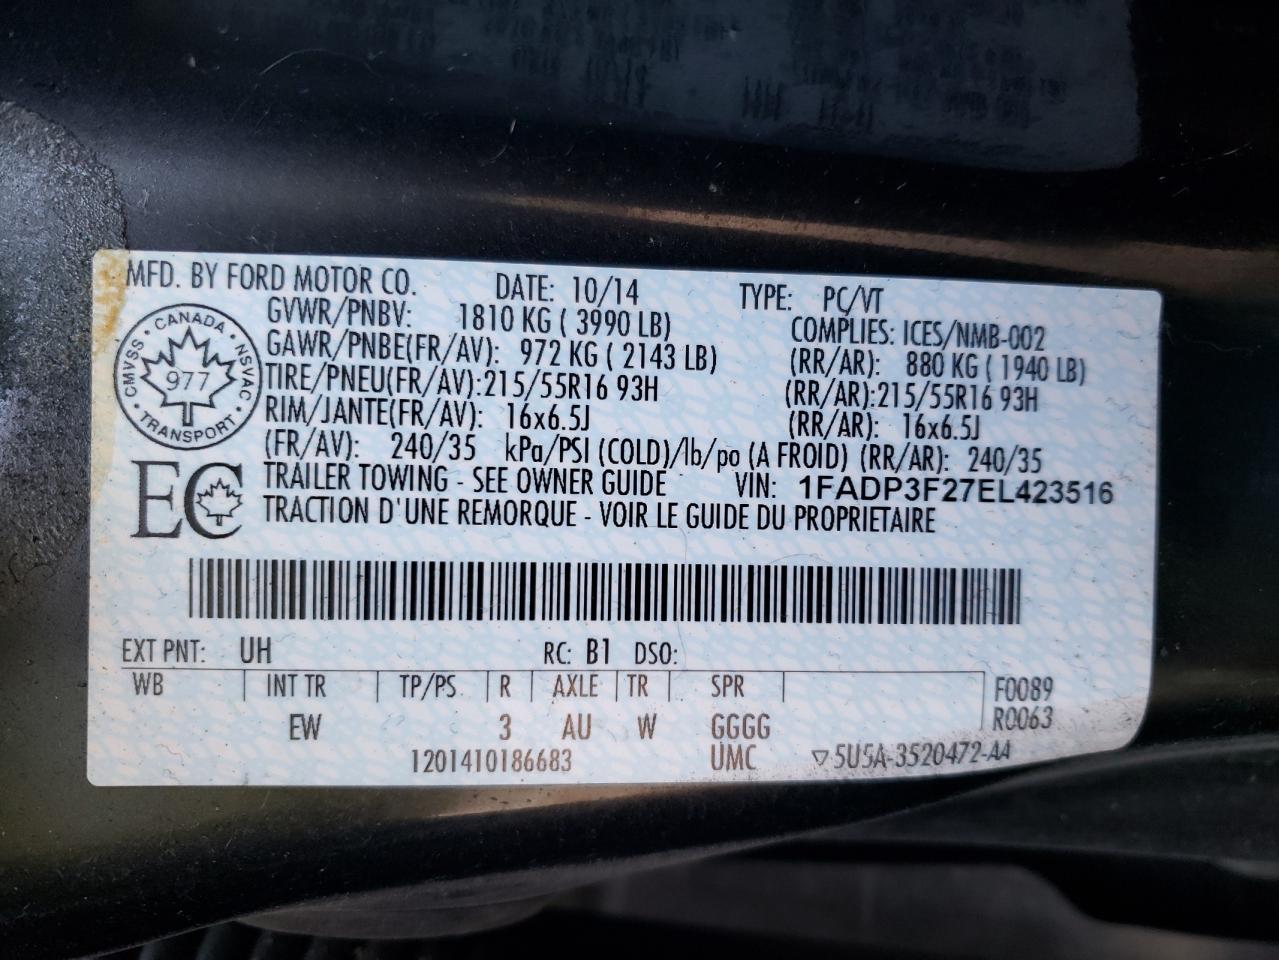 MFD. BY FORD MOTOR CO. DATE: 10/14 TYPE: PC/VT
GVWR/PNBV: 1810 KG ( 3990 LB) COMPLIES: ICES/NMB-002
GAWR/PNBE(FR/AV): 972 KG ( 2143 LB) (RR/AR): 880 KG ( 1940 LB)
TIRE/PNEU(FR/AV):215/55R16 93H (RR/AR):215/55R16 93H
RIM/JANTE(FR/AV): 16x6.5J (RR/AR): 16x6.5J
(FR/AV): 240/35 kPa/PSI (COLD)/lb/po (A FROID) (RR/AR): 240/35
TRAILER TOWING - SEE OWNER GUIDE VIN: 1FADP3F27EL423516
TRACTION D'UNE REMORQUE - VOIR LE GUIDE DU PROPRIETAIRE
CANADA
CMVSS NSVAC
977
TRANSPORT
EC
EXT PNT: UH RC: B1 DSO:
WB INT TR TP/PS R AXLE TR SPR F0089
EW 3 AU W GGGG R0063
1201410186683 UMC ▽5U5A-3520472-AA